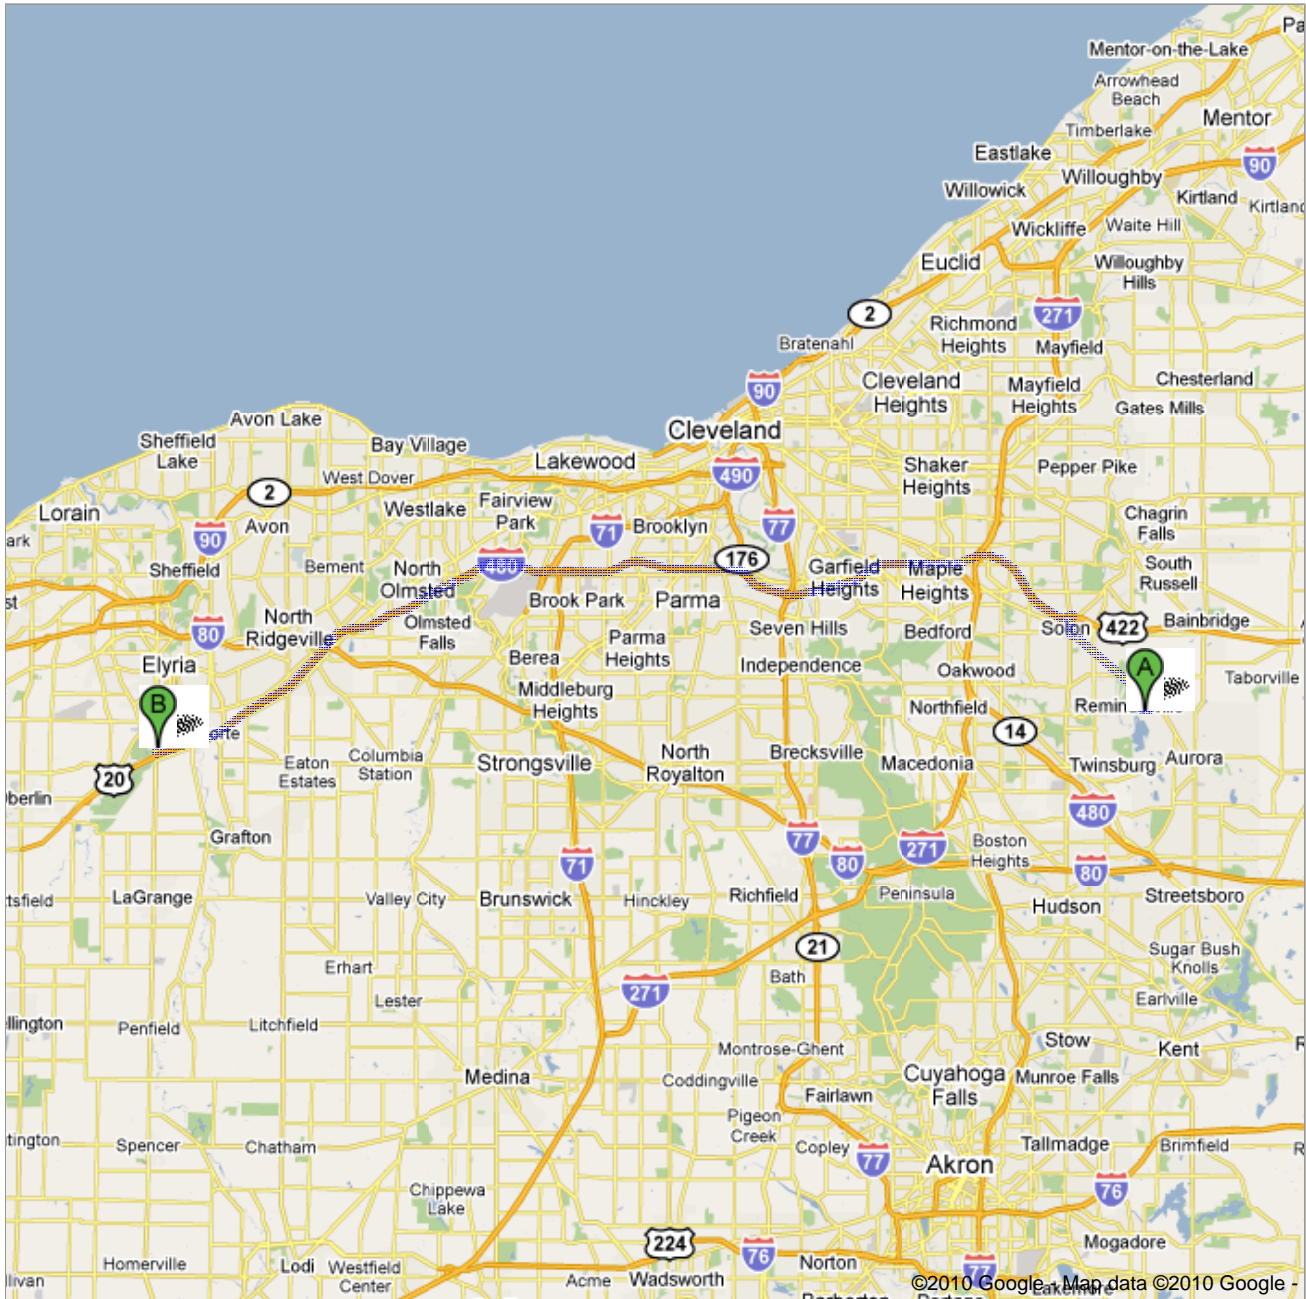 Mentor-on-the-Lake
Arrowhead
Beach
Mentor
Timberlake
Eastlake
90
Willoughby
Willowick
Kirtland
Wickliffe
Waite Hill
Euclid
Willoughby
Hills
2
271
Richmond
Heights
Bratenahl
Mayfield
90
Cleveland
Heights
Mayfield
Heights
Chesterland
Gates Mills
Avon Lake
Cleveland
Sheffield
Lake
Bay Village
Lakewood
Shaker
Heights
Pepper Pike
490
West Dover
2
Lorain
Westlake
Fairview
Park
71
Brooklyn
77
Chagrin
Falls
90
Avon
176
Sheffield
Bement
North
Olmsted
480
Garfield
Heights
Maple
Heights
South
Russell
Brook Park
Parma
North
Ridgeville
80
Olmsted
Falls
Seven Hills
Bedford
Solon
422
Bainbridge
Parma
Heights
Elyria
Berea
Independence
Oakwood
A
Taborville
B
Middleburg
Heights
Northfield
14
Eaton
Estates
Columbia
Station
Strongsville
North
Royalton
Brecksville
Macedonia
Twinsburg
Aurora
20
480
Grafton
77
80
271
Boston
Heights
71
80
LaGrange
Valley City
Brunswick
Hinckley
Richfield
Peninsula
Hudson
Streetsboro
21
Sugar Bush
Knolls
Erhart
Bath
271
Lester
Earlville
Penfield
Litchfield
Stow
Kent
Montrose-Ghent
Medina
Coddingville
Cuyahoga
Falls
Munroe Falls
Fairlawn
Pigeon
Creek
Spencer
Chatham
Copley
Tallmadge
Brimfield
77
Akron
76
Chippewa
Lake
224
76
Mogadore
Homerville
Lodi
Westfield
Center
Acme
Wadsworth
Norton
77
©2010 Google - Map data ©2010 Google -